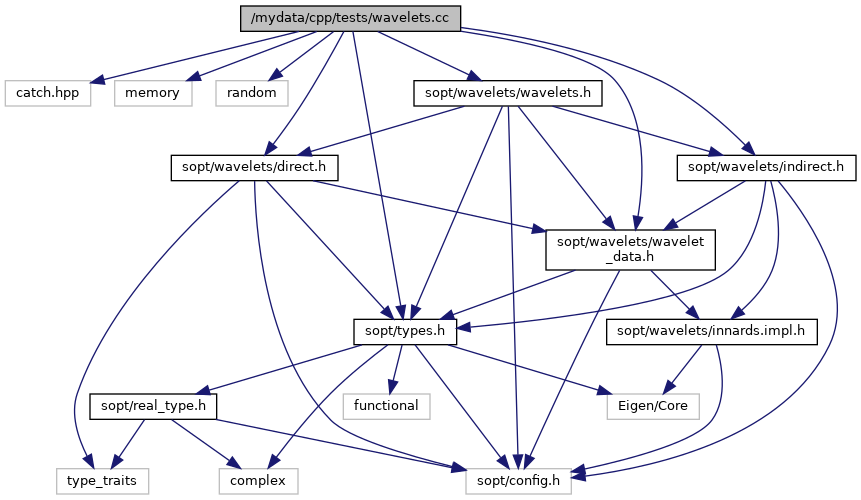 /mydata/cpp/tests/wavelets.cc
catch.hpp
memory
random
sopt/wavelets/wavelets.h
sopt/wavelets/direct.h
sopt/wavelets/indirect.h
sopt/wavelets/wavelet
_data.h
sopt/types.h
sopt/wavelets/innards.impl.h
sopt/real_type.h
functional
Eigen/Core
type_traits
complex
sopt/config.h